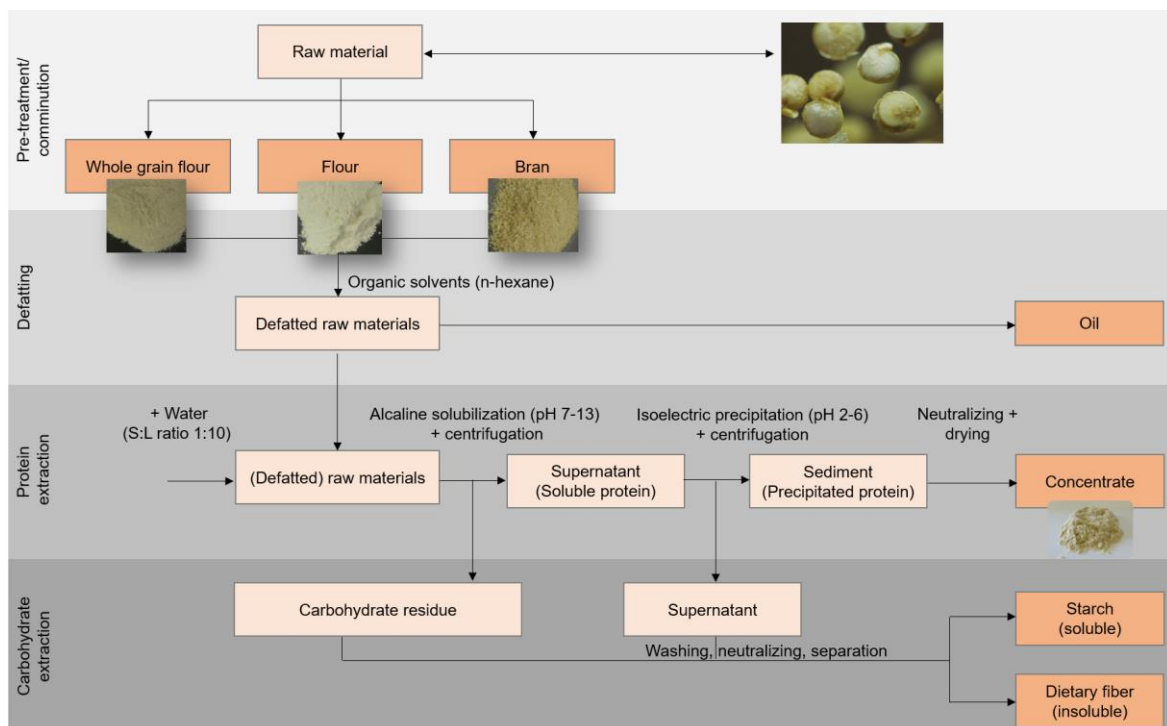 Pre-treatment/
comminution
Raw material
Whole grain flour
Flour
Bran
Defatting
Organic solvents (n-hexane)
Defatted raw materials
Oil
Protein
extraction
+ Water
(S:L ratio 1:10)
Alcaline solubilization (pH 7-13)
+ centrifugation
Isoelectric precipitation (pH 2-6)
+ centrifugation
Neutralizing +
drying
(Defatted) raw materials
Supernatant
(Soluble protein)
Sediment
(Precipitated protein)
Concentrate
Carbohydrate
extraction
Carbohydrate residue
Supernatant
Washing, neutralizing, separation
Starch
(soluble)
Dietary fiber
(insoluble)